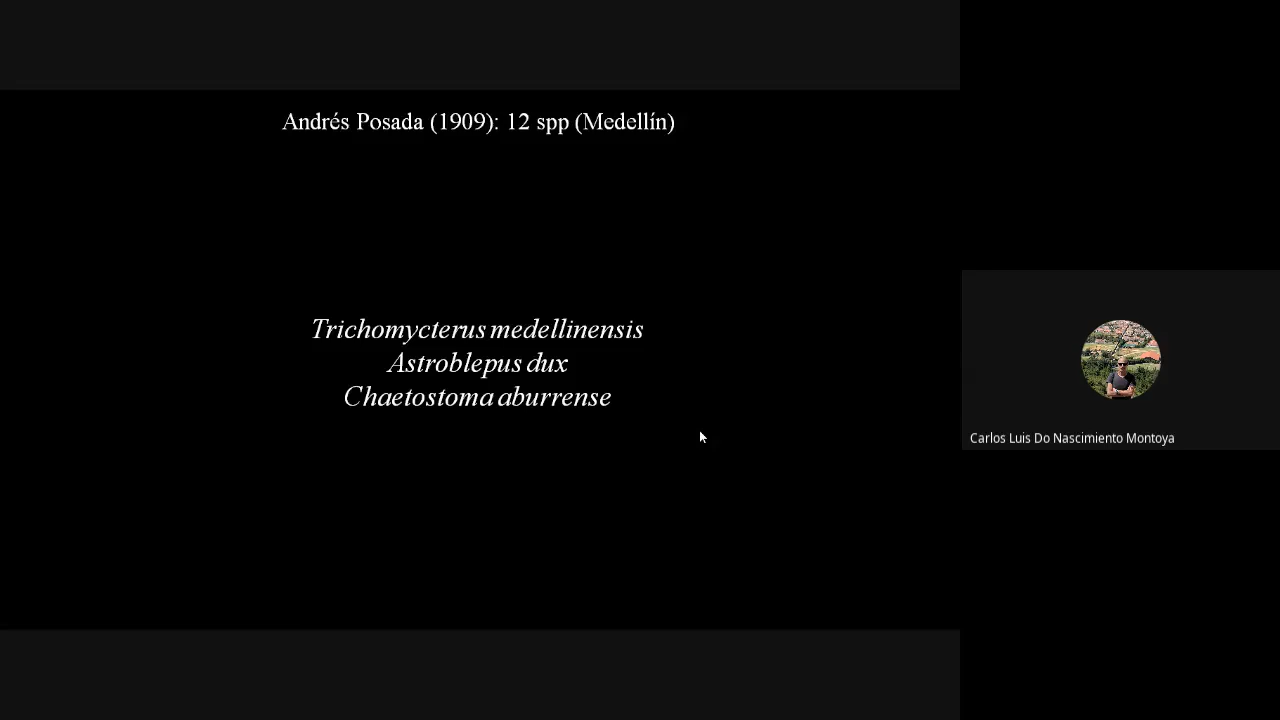 Andrés Posada (1909): 12 spp (Medellín)
Trichomycterus medellinensis
Astroblepus dux
Chaetostoma aburrense
Carlos Luis Do Nascimiento Montoya